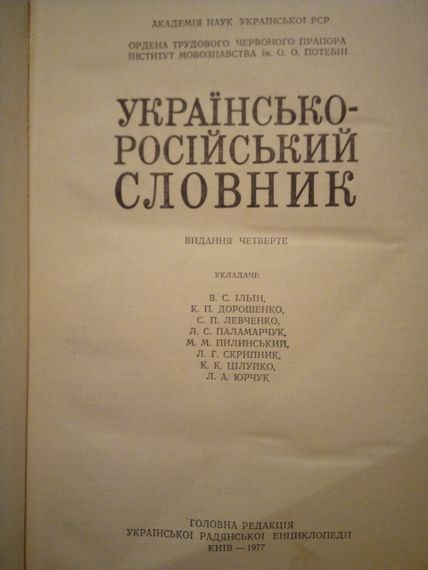 АКАДЕМІЯ НАУК УКРАЇНСЬКОЇ РСР
ОРДЕНА ТРУДОВОГО ЧЕРВОНОГО ПРАПОРА
ІНСТИТУТ МОВОЗНАВСТВА ім. О. О. ПОТЕБНІ
УКРАЇНСЬКО-
РОСІЙСЬКИЙ
СЛОВНИК
ВИДАННЯ ЧЕТВЕРТЕ
УКЛАДАЧІ:
В. С. ІЛЬЇН,
К. П. ДОРОШЕНКО,
С. П. ЛЕВЧЕНКО,
Л. С. ПАЛАМАРЧУК,
М. М. ПИЛИНСЬКИЙ,
Л. Г. СКРИПНИК,
К. К. ЦІЛУЙКО,
Л. А. ЮРЧУК
ГОЛОВНА РЕДАКЦІЯ
УКРАЇНСЬКОЇ РАДЯНСЬКОЇ ЕНЦИКЛОПЕДІЇ
КИЇВ — 1977